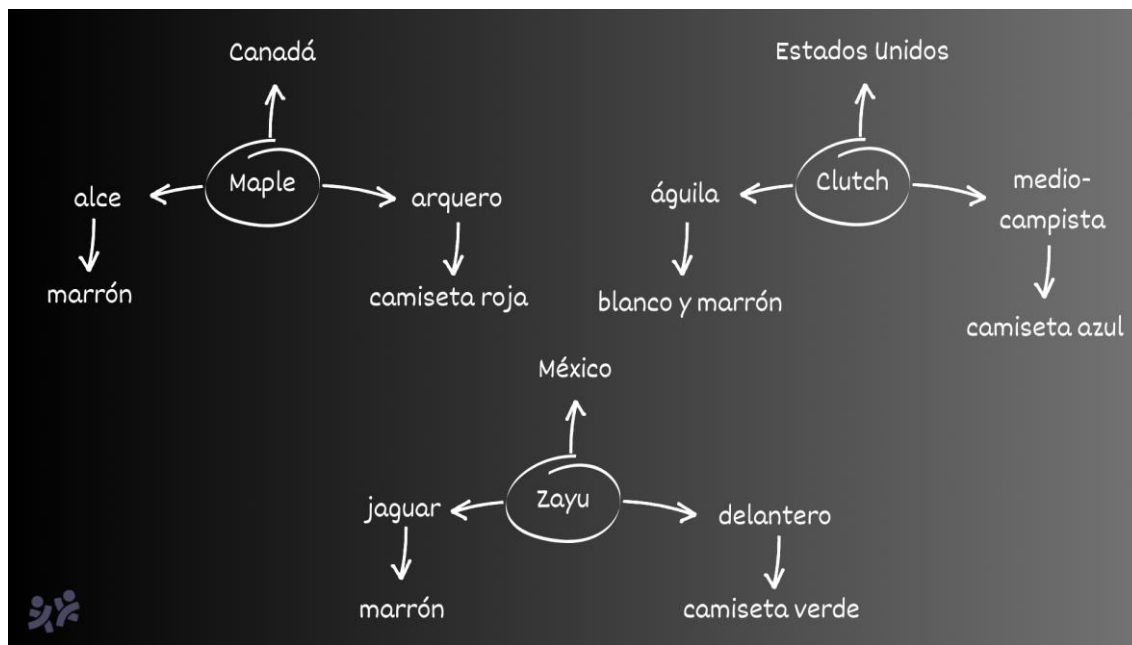 Canadá
Maple
alce
arquero
marrón
camiseta roja
Estados Unidos
Clutch
águila
medio-
campista
blanco y marrón
camiseta azul
México
Zayu
jaguar
delantero
marrón
camiseta verde